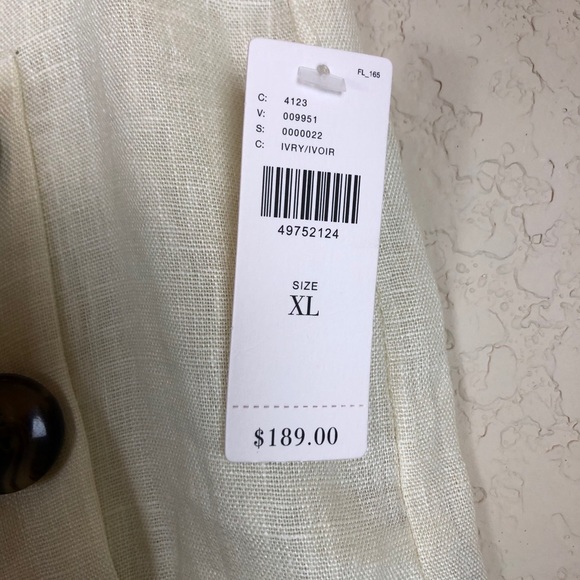 FL_165
C: 4123
V: 009951
S: 0000022
C: IVRY/IVOIR
49752124
SIZE
XL
$189.00